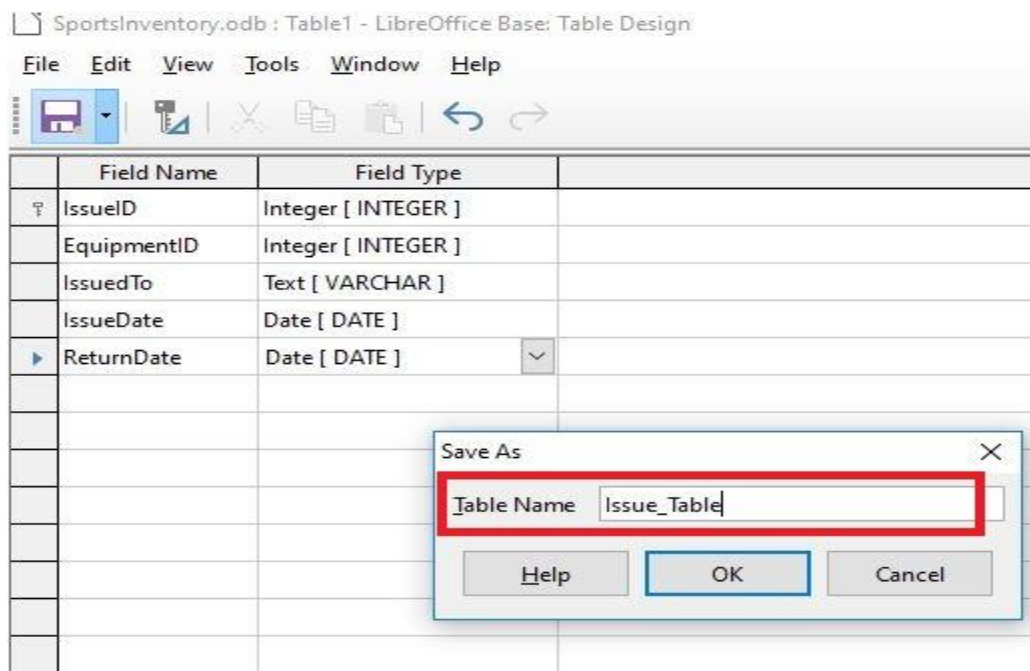 SportsInventory.odb : Table1 - LibreOffice Base: Table Design
File Edit View Tools Window Help
Field Name Field Type
IssueID Integer [ INTEGER ]
EquipmentID Integer [ INTEGER ]
IssuedTo Text [ VARCHAR ]
IssueDate Date [ DATE ]
ReturnDate Date [ DATE ]
Save As
Table Name Issue_Table
Help OK Cancel